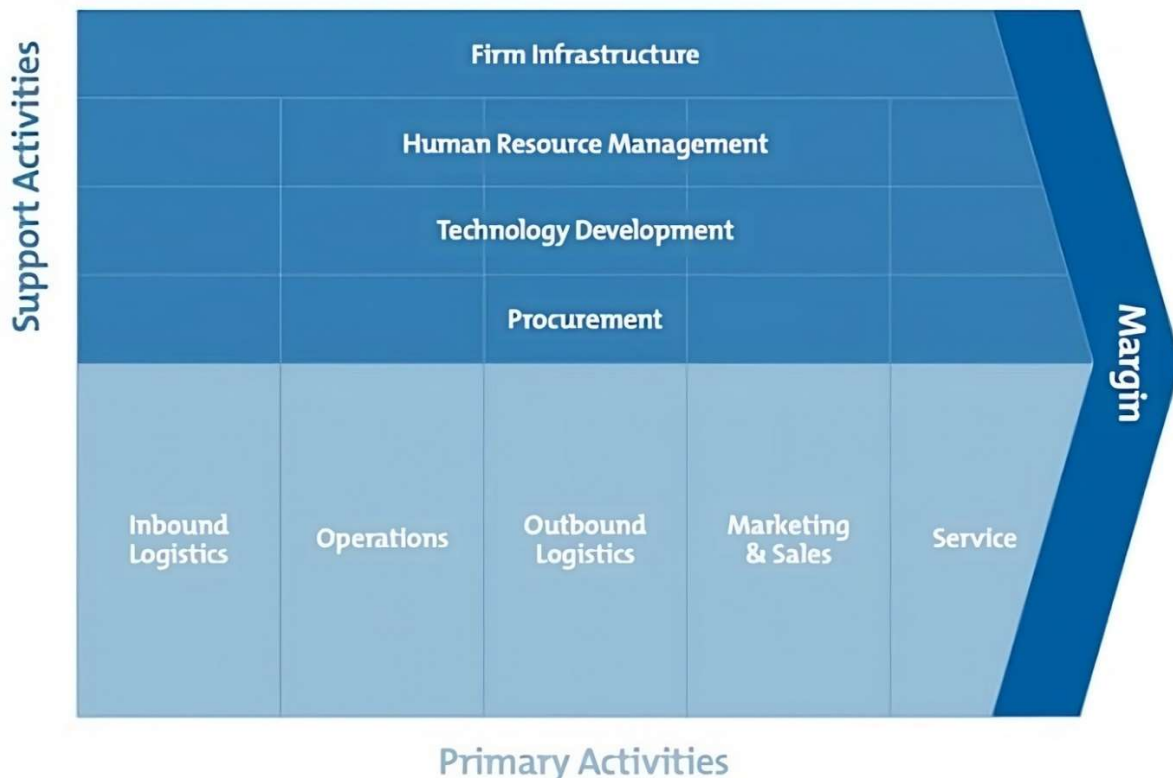 Support Activities
Firm Infrastructure
Human Resource Management
Technology Development
Procurement
Margin
Inbound
Logistics
Operations
Outbound
Logistics
Marketing
& Sales
Service
Primary Activities